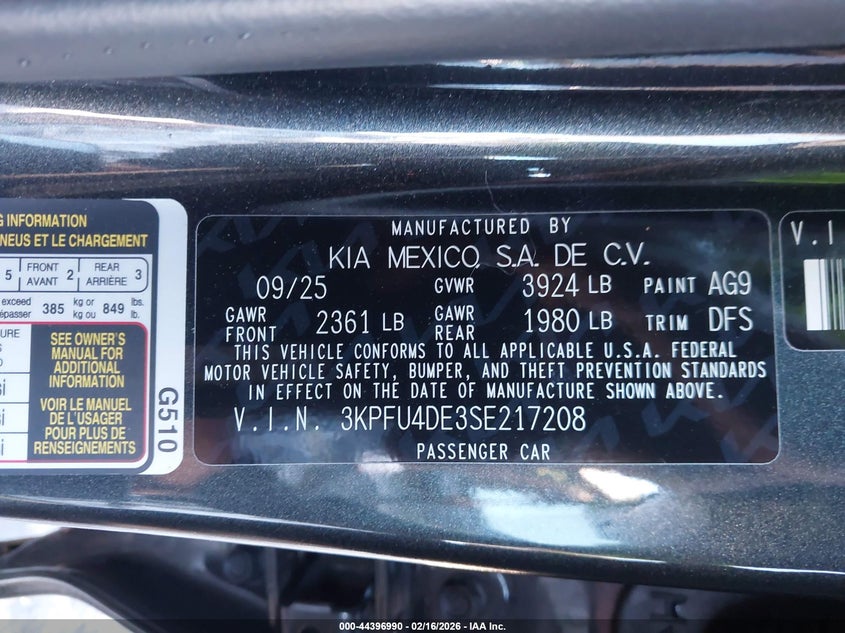 G INFORMATION
NEUS ET LE CHARGEMENT
5 FRONT AVANT 2 REAR ARRIÈRE 3
exceed 385 kg or kg ou 849 lbs. lb.
SEE OWNER'S
MANUAL FOR
ADDITIONAL
INFORMATION
VOIR LE MANUEL
DE L'USAGER
POUR PLUS DE
RENSEIGNEMENTS
G510
MANUFACTURED BY
KIA MEXICO S.A. DE C.V.
09/25 GVWR 3924 LB PAINT AG9
GAWR FRONT 2361 LB GAWR REAR 1980 LB TRIM DFS
THIS VEHICLE CONFORMS TO ALL APPLICABLE U.S.A. FEDERAL
MOTOR VEHICLE SAFETY, BUMPER, AND THEFT PREVENTION STANDARDS
IN EFFECT ON THE DATE OF MANUFACTURE SHOWN ABOVE.
V.I.N. 3KPFU4DE3SE217208
PASSENGER CAR
V.I
000-44396990 - 02/16/2026 - IAA Inc.